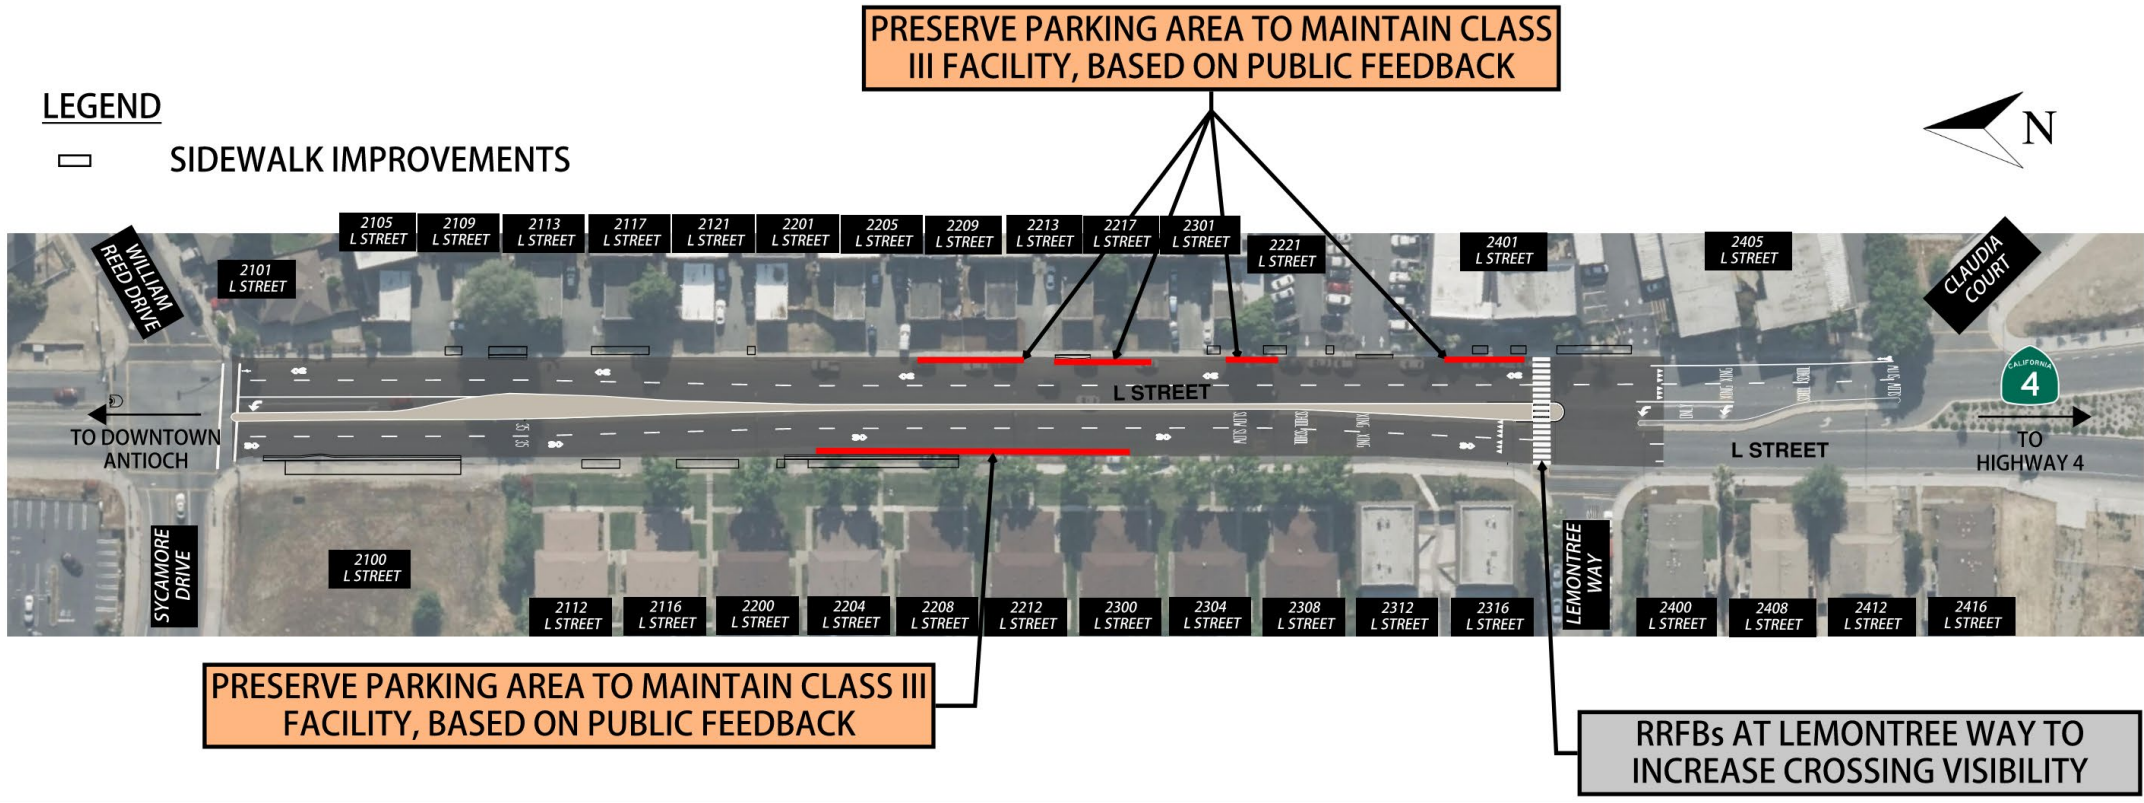 PRESERVE PARKING AREA TO MAINTAIN CLASS
III FACILITY, BASED ON PUBLIC FEEDBACK
LEGEND
SIDEWALK IMPROVEMENTS
N
WILLIAM
REED DRIVE
2101
L STREET
2105
L STREET
2109
L STREET
2113
L STREET
2117
L STREET
2121
L STREET
2201
L STREET
2205
L STREET
2209
L STREET
2213
L STREET
2217
L STREET
2301
L STREET
2221
L STREET
2401
L STREET
2405
L STREET
CLAUDIA
COURT
CALIFORNIA
4
L STREET
TO DOWNTOWN
ANTIOCH
35
35
XING
XING
ONLY
L STREET
TO
HIGHWAY 4
SYCAMORE
DRIVE
2100
L STREET
2112
L STREET
2116
L STREET
2200
L STREET
2204
L STREET
2208
L STREET
2212
L STREET
2300
L STREET
2304
L STREET
2308
L STREET
2312
L STREET
2316
L STREET
LEMONTREE
WAY
2400
L STREET
2408
L STREET
2412
L STREET
2416
L STREET
PRESERVE PARKING AREA TO MAINTAIN CLASS III
FACILITY, BASED ON PUBLIC FEEDBACK
RRFBs AT LEMONTREE WAY TO
INCREASE CROSSING VISIBILITY